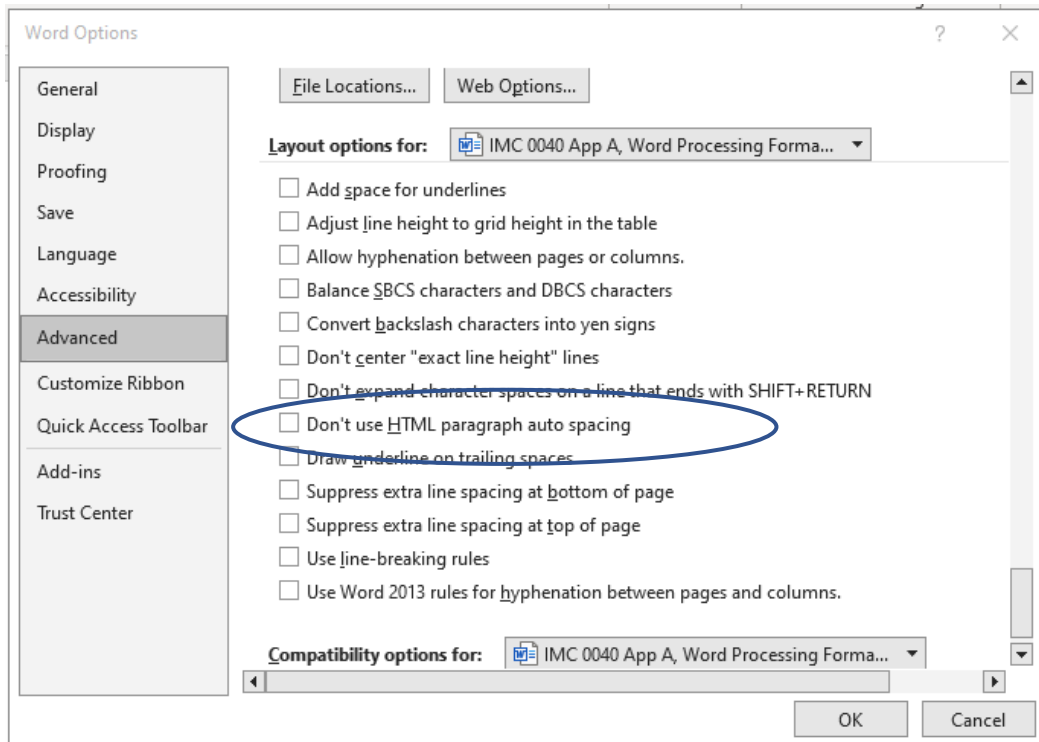 Word Options
?
General
Display
Proofing
Save
Language
Accessibility
Advanced
Customize Ribbon
Quick Access Toolbar
Add-ins
Trust Center
File Locations... Web Options...
Layout options for: IMC 0040 App A, Word Processing Forma...
Add space for underlines
Adjust line height to grid height in the table
Allow hyphenation between pages or columns.
Balance SBCS characters and DBCS characters
Convert backslash characters into yen signs
Don't center "exact line height" lines
Don't expand character spaces on a line that ends with SHIFT+RETURN
Don't use HTML paragraph auto spacing
Draw underline on trailing spaces
Suppress extra line spacing at bottom of page
Suppress extra line spacing at top of page
Use line-breaking rules
Use Word 2013 rules for hyphenation between pages and columns.
Compatibility options for: IMC 0040 App A, Word Processing Forma...
OK Cancel